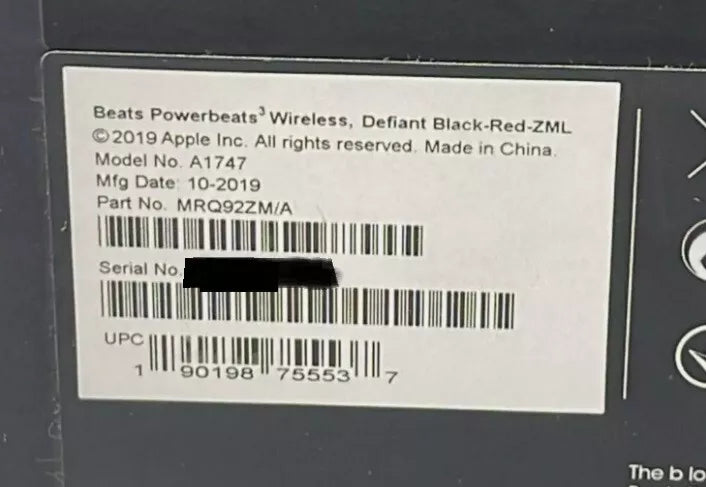 Beats Powerbeats³ Wireless, Defiant Black-Red-ZML
©2019 Apple Inc. All rights reserved. Made in China.
Model No. A1747
Mfg Date: 10-2019
Part No. MRQ92ZM/A
Serial No.
UPC
1 90198 75553 7
The b lo